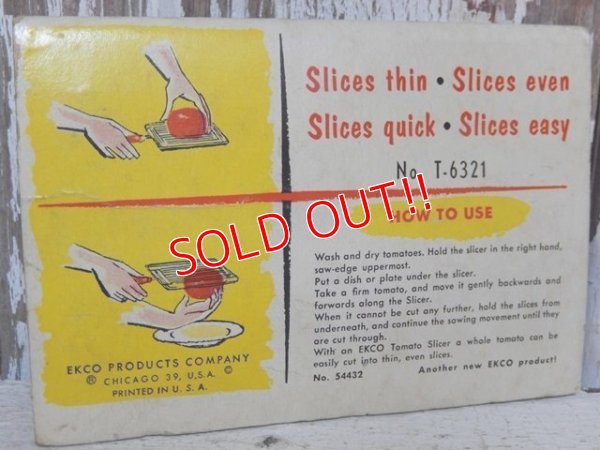 Slices thin • Slices even
Slices quick • Slices easy
No. T-6321
SOLD OUT!!
HOW TO USE
Wash and dry tomatoes. Hold the slicer in the right hand,
saw-edge uppermost.
Put a dish or plate under the slicer.
Take a firm tomato, and move it gently backwards and
forwards along the Slicer.
When it cannot be cut any further, hold the slices from
underneath, and continue the sawing movement until they
are cut through.
With an EKCO Tomato Slicer a whole tomato can be
easily cut into thin, even slices.
No. 54432
Another new EKCO product!
EKCO PRODUCTS COMPANY
® CHICAGO 39, U.S.A. ©
PRINTED IN U. S. A.